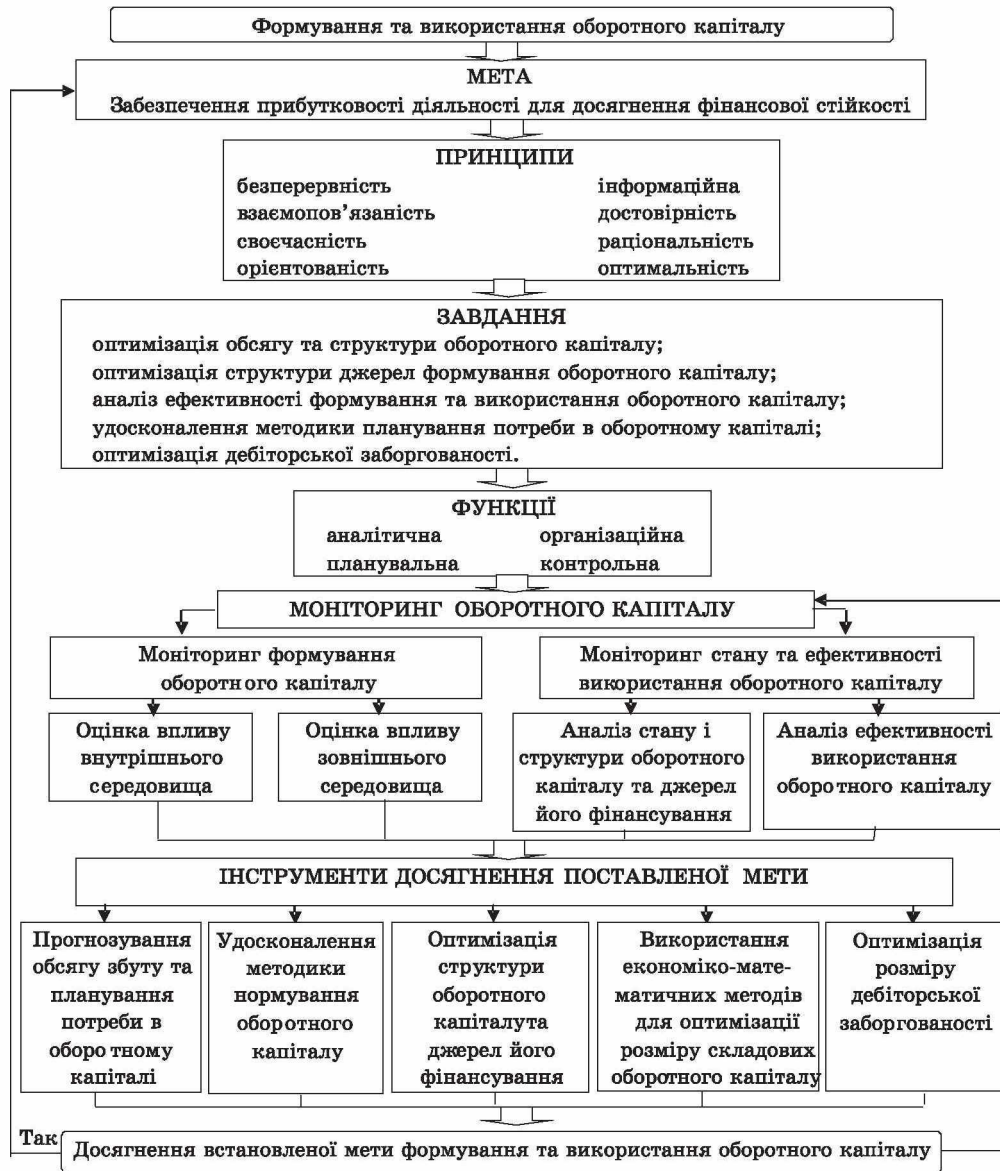 Формування та використання оборотного капіталу
МЕТА
Забезпечення прибутковості діяльності для досягнення фінансової стійкості
ПРИНЦИПИ
безперервність
взаємопов'язаність
своєчасність
орієнтованість
інформаційна
достовірність
раціональність
оптимальність
ЗАВДАННЯ
оптимізація обсягу та структури оборотного капіталу;
оптимізація структури джерел формування оборотного капіталу;
аналіз ефективності формування та використання оборотного капіталу;
удосконалення методики планування потреби в оборотному капіталі;
оптимізація дебіторської заборгованості.
ФУНКЦІЇ
аналітична
планувальна
організаційна
контрольна
МОНІТОРИНГ ОБОРОТНОГО КАПІТАЛУ
Моніторинг формування
оборотного капіталу
Моніторинг стану та ефективності
використання оборотного капіталу
Оцінка впливу
внутрішнього
середовища
Оцінка впливу
зовнішнього
середовища
Аналіз стану і
структури оборотного
капіталу та джерел
його фінансування
Аналіз ефективності
використання
оборотного капіталу
ІНСТРУМЕНТИ ДОСЯГНЕННЯ ПОСТАВЛЕНОЇ МЕТИ
Прогнозування
обсягу збуту та
планування
потреби в
оборотному
капіталі
Удосконалення
методики
нормування
оборотного
капіталу
Оптимізація
структури
оборотного
капіталута
джерел його
фінансування
Використання
економіко-мате-
матичних методів
для оптимізації
розміру складових
оборотного капіталу
Оптимізація
розміру
дебіторської
заборгованості
Так
Досягнення встановленої мети формування та використання оборотного капіталу